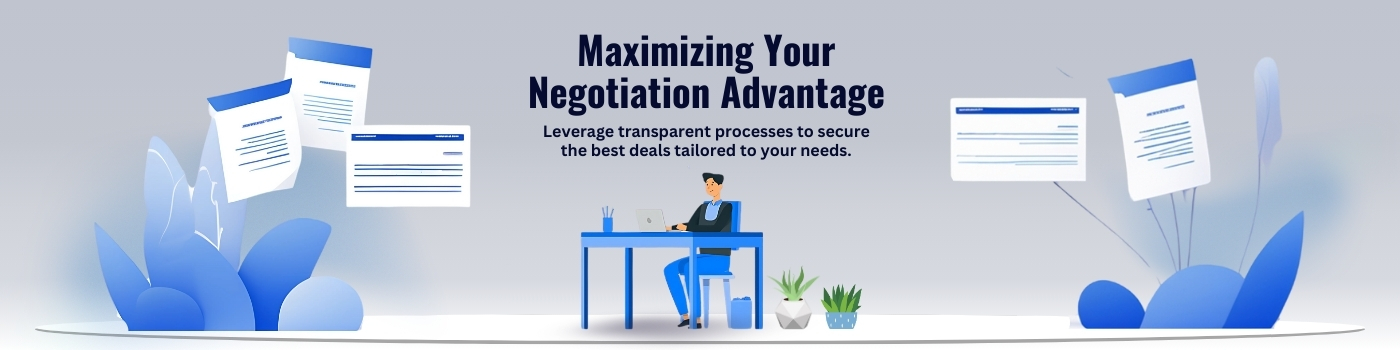 Maximizing Your
Negotiation Advantage
Leverage transparent processes to secure
the best deals tailored to your needs.